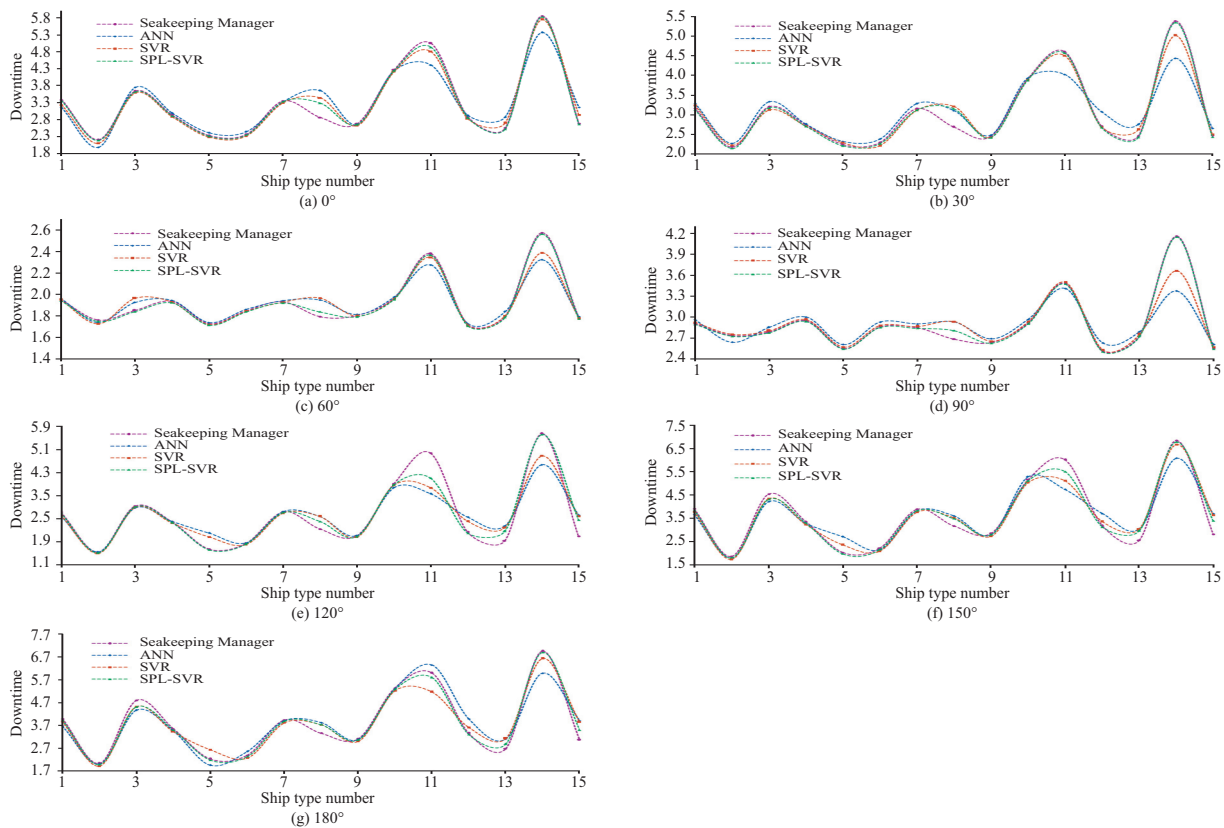 5.8
5.3
4.8
4.3
3.8
3.3
2.8
2.3
1.8
Downtime
Seakeeping Manager
ANN
SVR
SPL-SVR
1 3 5 7 9 11 13 15
Ship type number
(a) 0°
5.5
5.0
4.5
4.0
3.5
3.0
2.5
2.0
Downtime
Seakeeping Manager
ANN
SVR
SPL-SVR
1 3 5 7 9 11 13 15
Ship type number
(b) 30°
2.6
2.4
2.2
2.0
1.8
1.6
1.4
Downtime
Seakeeping Manager
ANN
SVR
SPL-SVR
1 3 5 7 9 11 13 15
Ship type number
(c) 60°
4.2
3.9
3.6
3.3
3.0
2.7
2.4
Downtime
Seakeeping Manager
ANN
SVR
SPL-SVR
1 3 5 7 9 11 13 15
Ship type number
(d) 90°
5.9
5.1
4.3
3.5
2.5
1.9
1.1
Downtime
Seakeeping Manager
ANN
SVR
SPL-SVR
1 3 5 7 9 11 13 15
Ship type number
(e) 120°
7.5
6.5
5.5
4.5
3.5
2.5
1.5
Downtime
Seakeeping Manager
ANN
SVR
SPL-SVR
1 3 5 7 9 11 13 15
Ship type number
(f) 150°
7.7
6.7
5.7
4.7
3.7
2.7
1.7
Downtime
Seakeeping Manager
ANN
SVR
SPL-SVR
1 3 5 7 9 11 13 15
Ship type number
(g) 180°